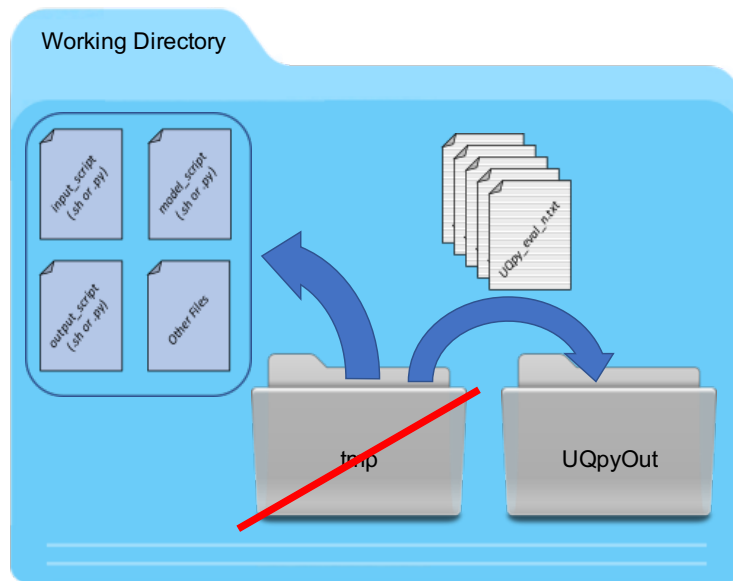 Working Directory
input_script
(.sh or .py)
model_script
(.sh or .py)
output_script
(.sh or .py)
Other Files
UQpy_eval_n.txt
tmp
UQpyOut